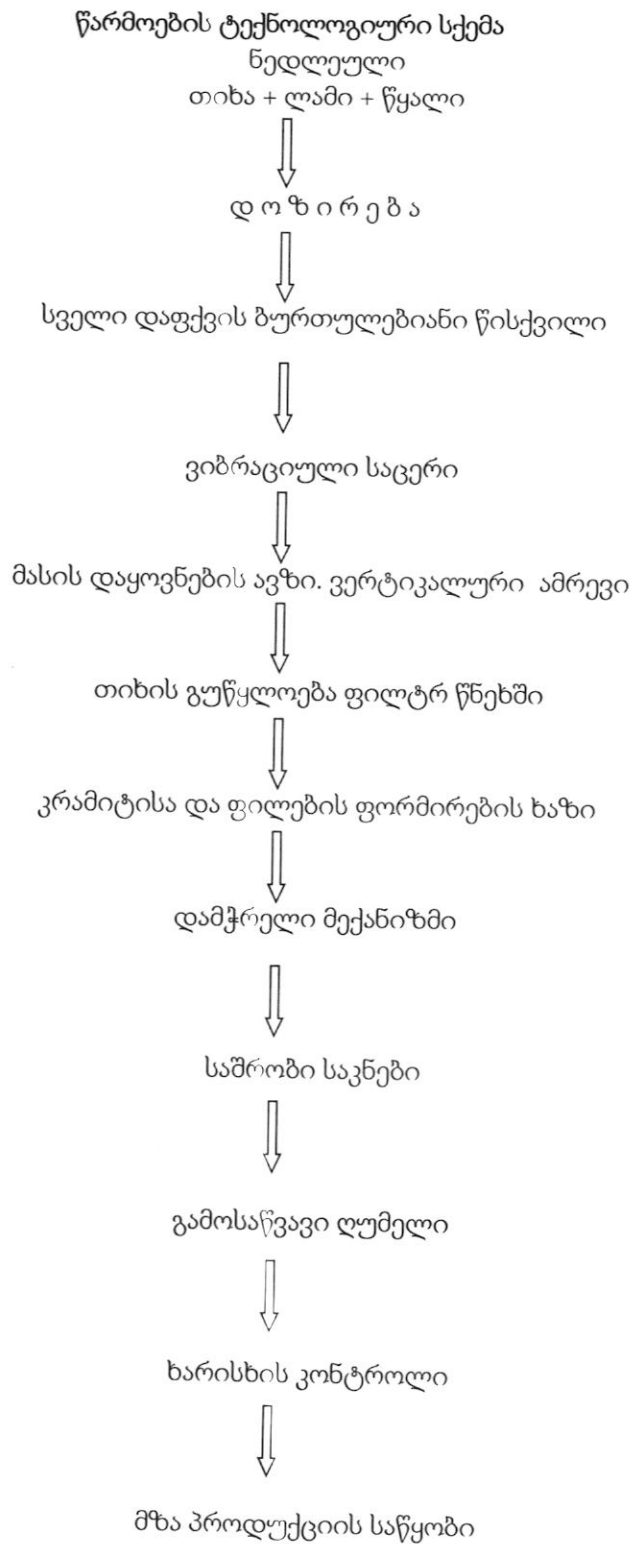 წარმოების ტექნოლოგიური სქემა
ნედლეული
თიხა + ლამი + წყალი
დ ო ზ ი რ ე ბ ა
სველი დაფქვის ბურთულებიანი წისქვილი
ვიბრაციული საცერი
მასის დაყოვნების ავზი. ვერტიკალური ამრევი
თიხის გუწყლოება ფილტრ წნეხში
კრამიტისა და ფილების ფორმირების ხაზი
დამჭრელი მექანიზმი
საშრობი საკნები
გამოსაწვავი ღუმელი
ხარისხის კონტროლი
მზა პროდუქციის საწყობი